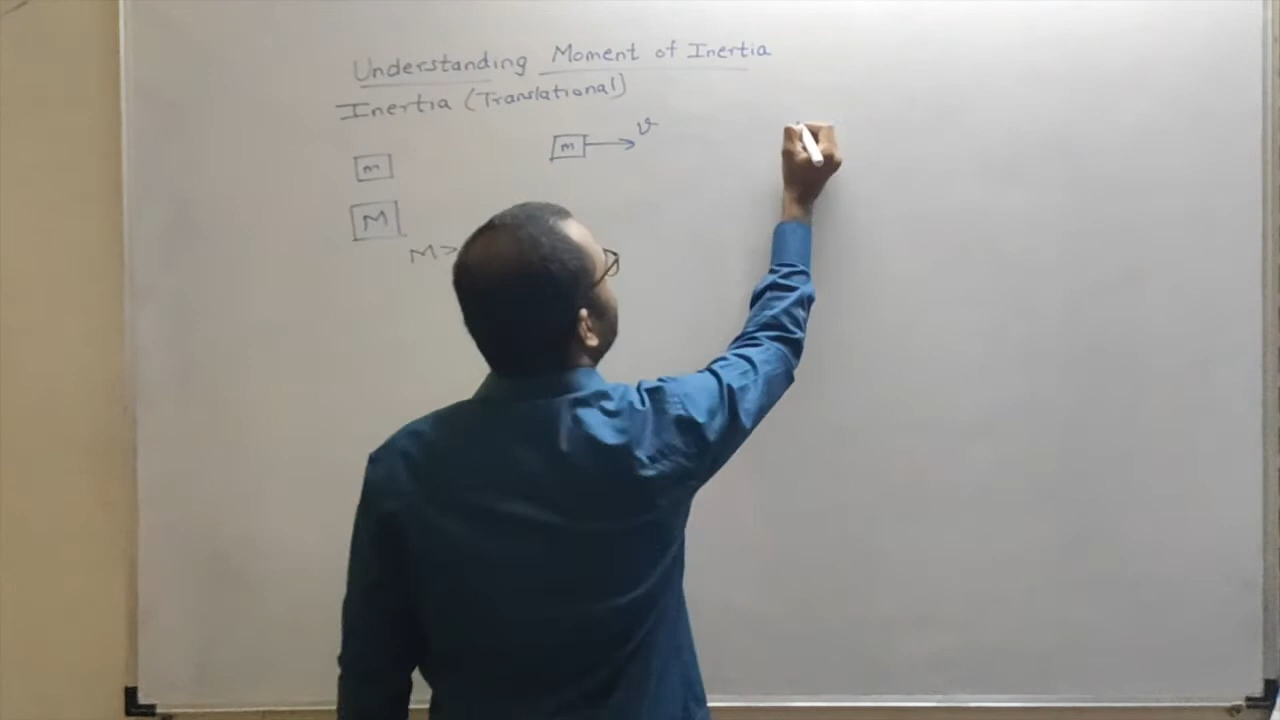 Understanding Moment of Inertia
Inertia (Translational)
m v
m
M
M >